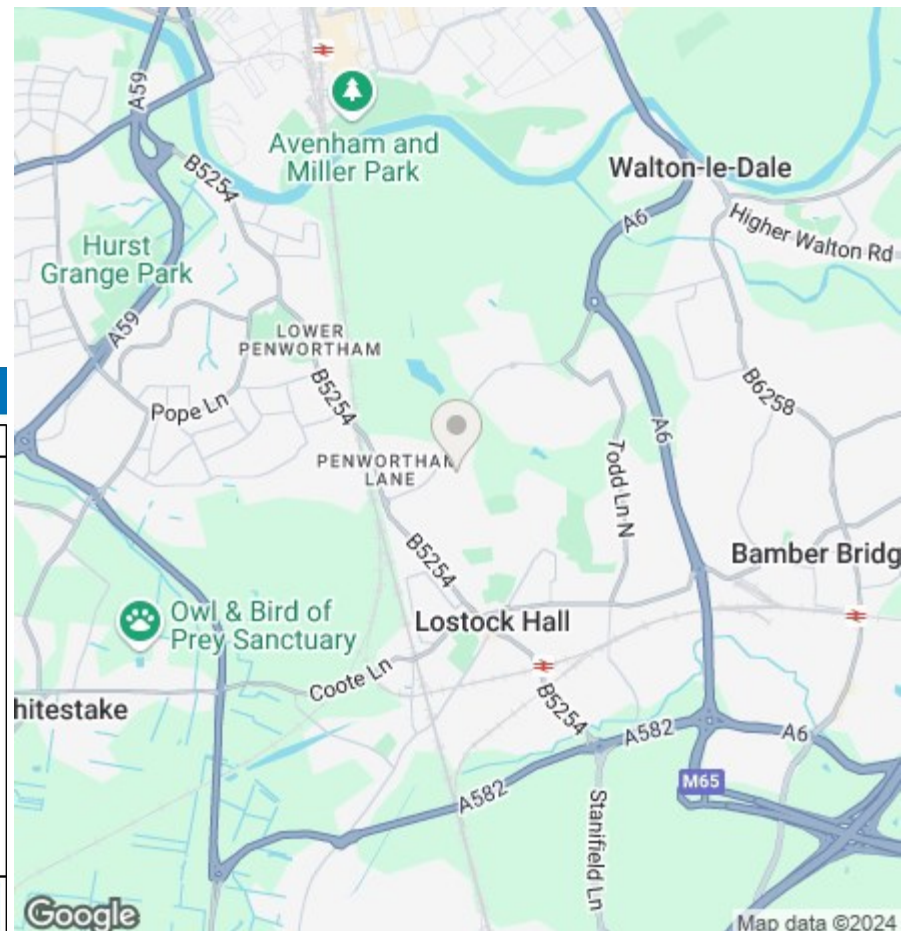 A59
B5254
Avenham and
Miller Park
Walton-le-Dale
A6
Higher Walton Rd
Hurst
Grange Park
A59
LOWER
PENWORTHAM
B5254
B6258
Pope Ln
A6
PENWORTHAM
LANE
Todd Ln N
B5254
Bamber Bridg
Owl & Bird of
Prey Sanctuary
Lostock Hall
Coote Ln
hitestake
B5254
A582
A6
M65
A582
Stanifield Ln
Google
Map data ©2024